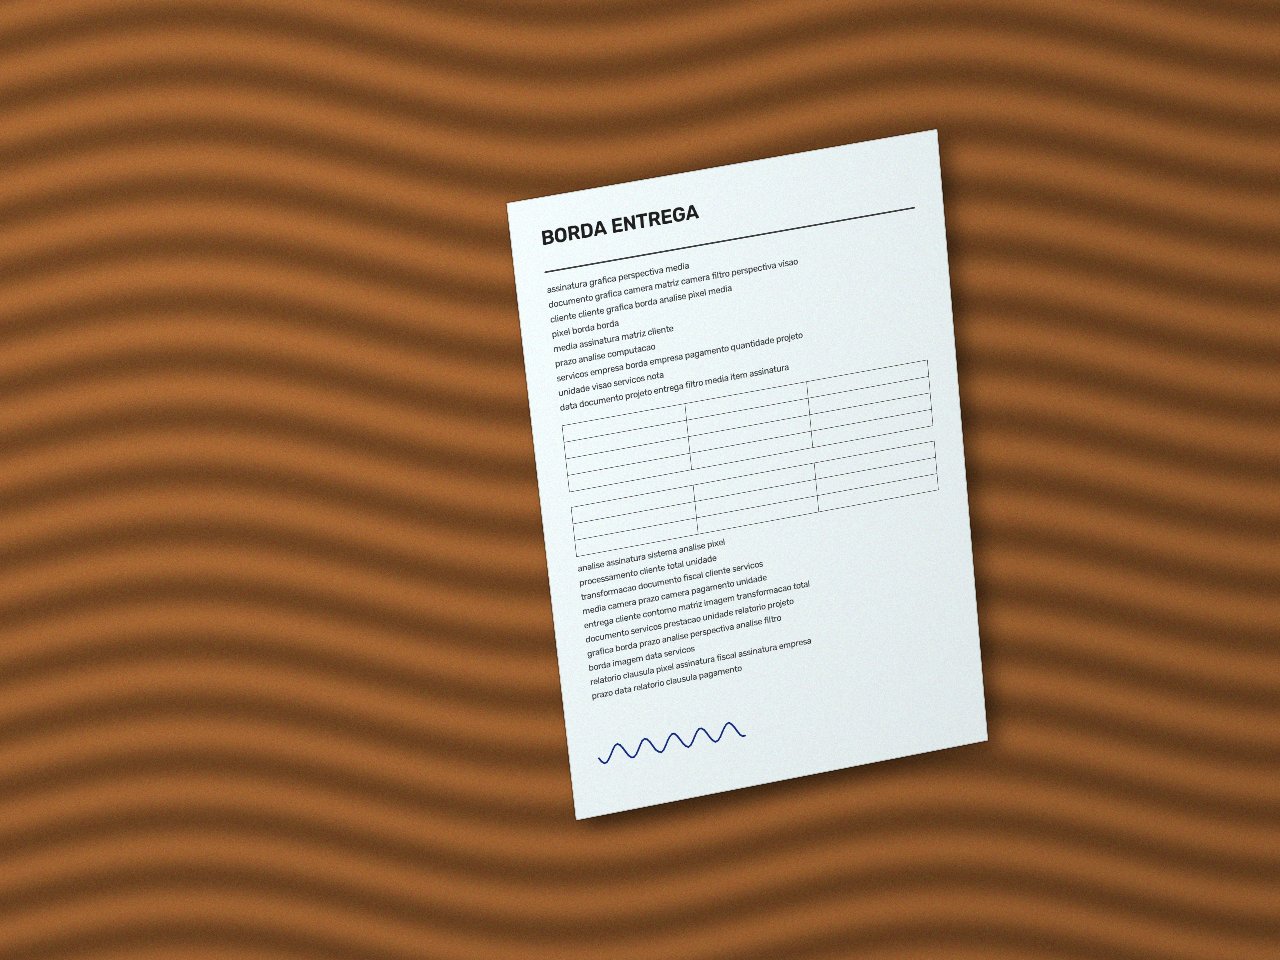 BORDA ENTREGA
assinatura grafica perspectiva media
documento grafica camera matriz camera filtro perspectiva visao
cliente cliente grafica borda analise pixel media
pixel borda borda
media assinatura matriz cliente
prazo analise computacao
servicos empresa borda empresa pagamento quantidade projeto
unidade visao servicos nota
data documento projeto entrega filtro media item assinatura
analise assinatura sistema analise pixel
processamento cliente total unidade
transformacao documento fiscal cliente servicos
media camera prazo camera pagamento unidade
entrega cliente contorno matriz imagem transformacao total
documento servicos prestacao unidade relatorio projeto
grafica borda prazo analise perspectiva analise filtro
borda imagem data servicos
relatorio clausula pixel assinatura fiscal assinatura empresa
prazo data relatorio clausula pagamento